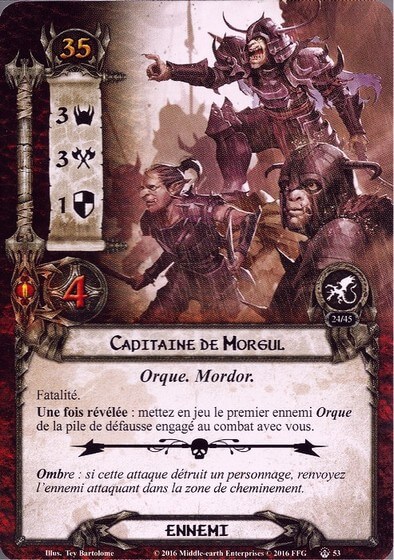 35
3
3
1
4
24/45
Capitaine de Morgul
Orque. Mordor.
Fatalité.
Une fois révélée : mettez en jeu le premier ennemi Orque
de la pile de défausse engagé au combat avec vous.
Ombre : si cette attaque détruit un personnage, renvoyez
l'ennemi attaquant dans la zone de cheminement.
ENNEMI
Illus. Tey Bartolome © 2016 Middle-earth Enterprises © 2016 FFG 53